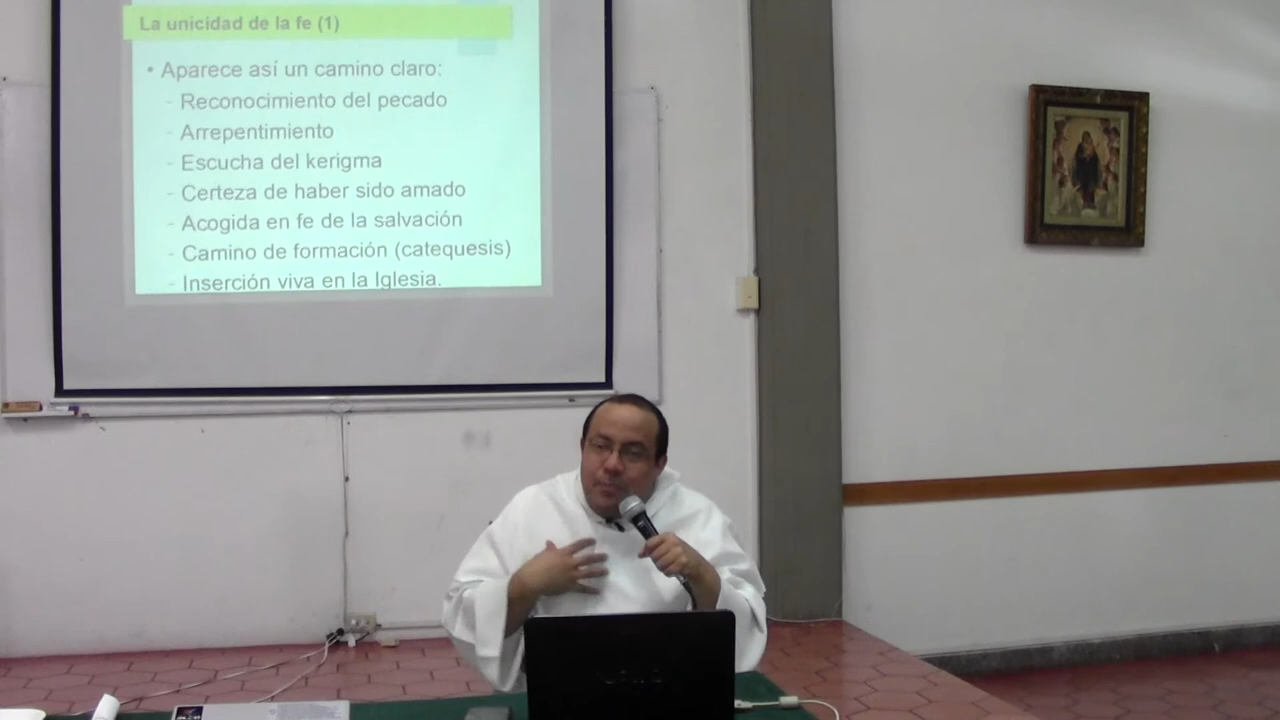 La unicidad de la fe (1)
• Aparece así un camino claro:
- Reconocimiento del pecado
- Arrepentimiento
- Escucha del kerigma
- Certeza de haber sido amado
- Acogida en fe de la salvación
- Camino de formación (catequesis)
- Inserción viva en la Iglesia.